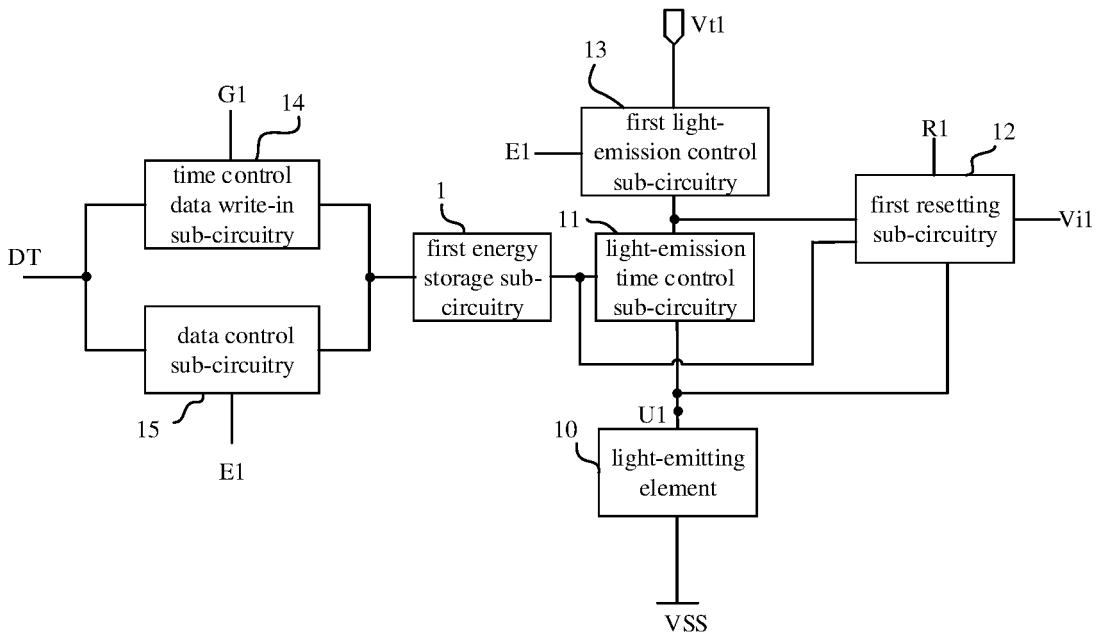 Vt1
13
first light-
emission control
sub-circuitry
E1
G1
14
time control
data write-in
sub-circuitry
R1
12
first resetting
sub-circuitry
Vi1
1
first energy
storage sub-
circuitry
11
light-emission
time control
sub-circuitry
DT
data control
sub-circuitry
15
E1
U1
10
light-emitting
element
VSS